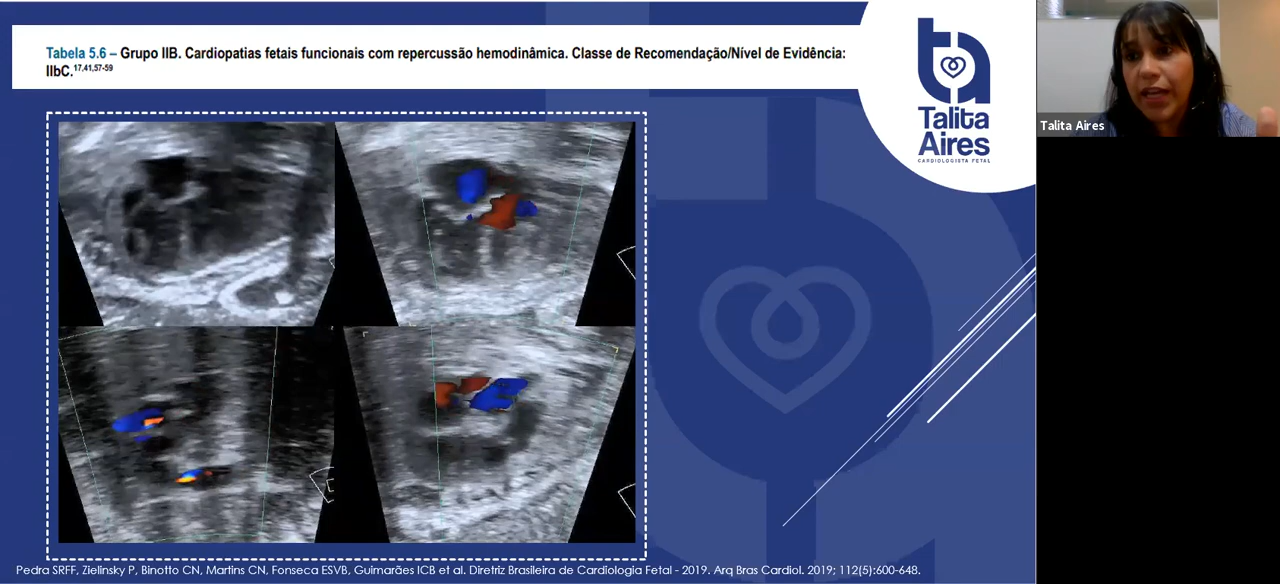 Tabela 5.6 – Grupo IIB. Cardiopatias fetais funcionais com repercussão hemodinâmica. Classe de Recomendação/Nível de Evidência:
IIbC.17,41,57-59
ta
Talita
Aires
CARDIOLOGISTA FETAL
Talita Aires
E
Pedra SRFF, Zielinsky P, Binotto CN, Martins CN, Fonseca ESVB, Guimarães ICB et al. Diretriz Brasileira de Cardiologia Fetal - 2019. Arq Bras Cardiol. 2019; 112(5):600-648.